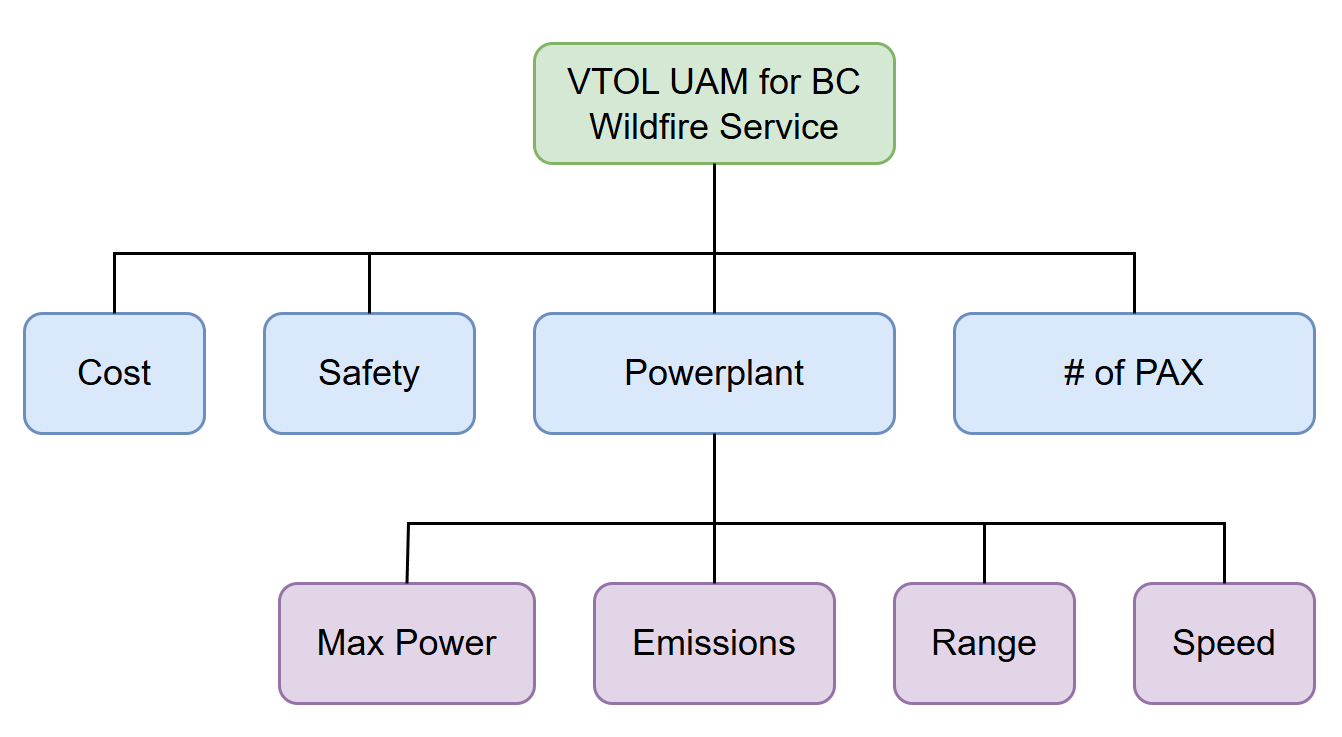 VTOL UAM for BC
Wildfire Service
Cost
Safety
Powerplant
# of PAX
Max Power
Emissions
Range
Speed